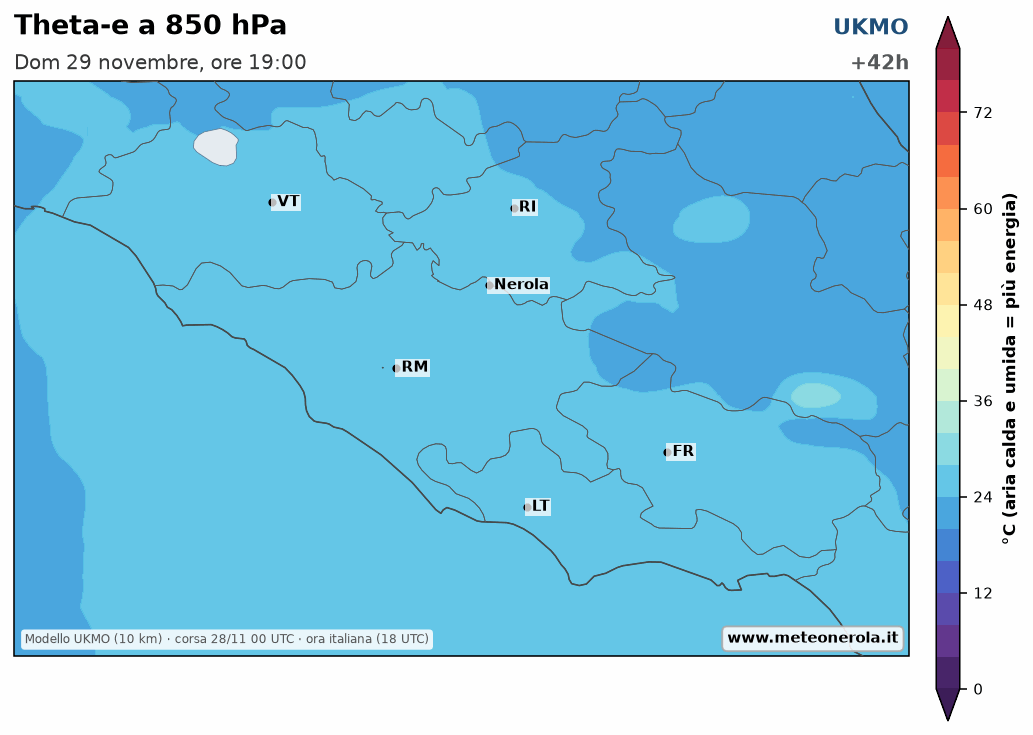 Theta-e a 850 hPa
UKMO
Dom 29 novembre, ore 19:00
+42h
VT
RI
Nerola
RM
FR
LT
Modello UKMO (10 km) · corsa 28/11 00 UTC · ora italiana (18 UTC)
www.meteonerola.it
72
60
48
36
24
12
0
°C (aria calda e umida = più energia)